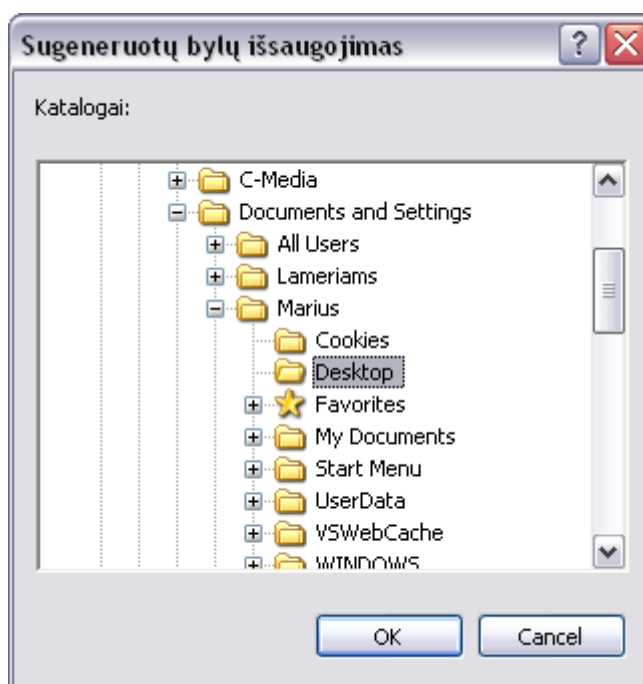 Sugeneruotų bylų išsaugojimas
Katalogai:
C-Media
Documents and Settings
All Users
Lameriams
Marius
Cookies
Desktop
Favorites
My Documents
Start Menu
UserData
VSWebCache
WINDOWS
OK
Cancel